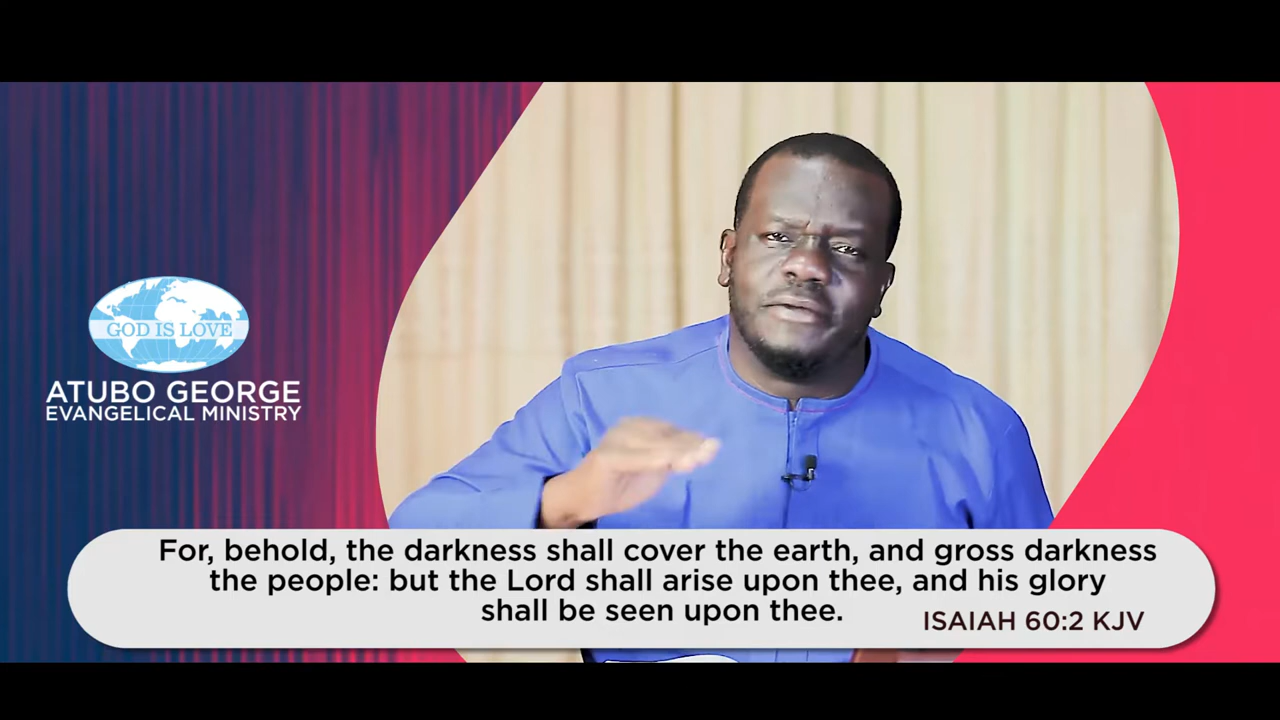 GOD IS LOVE
ATUBO GEORGE
EVANGELICAL MINISTRY
For, behold, the darkness shall cover the earth, and gross darkness
the people: but the Lord shall arise upon thee, and his glory
shall be seen upon thee.
ISAIAH 60:2 KJV